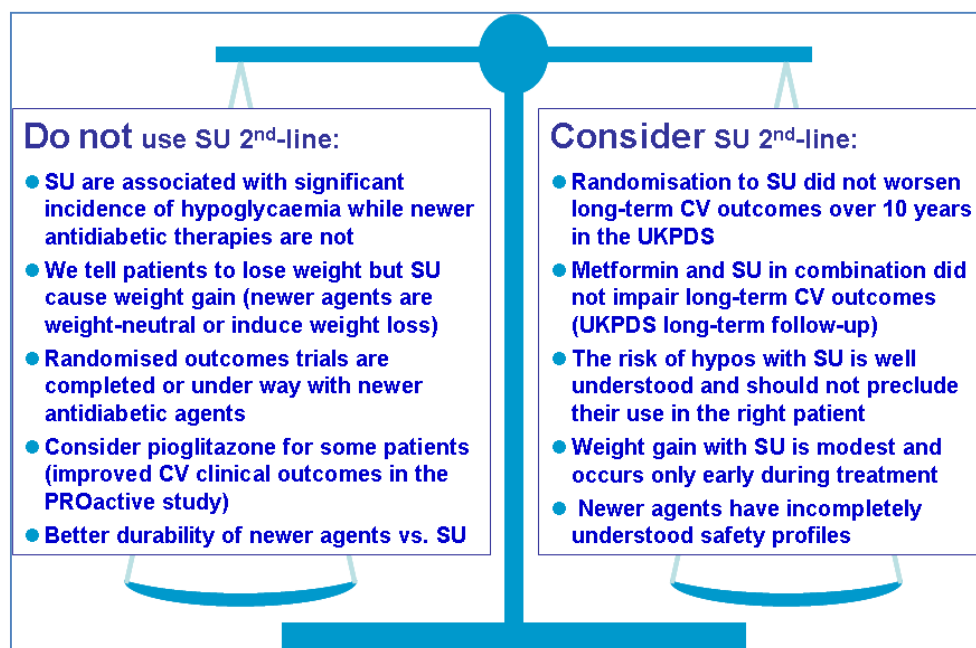 Do not use SU 2nd-line:
● SU are associated with significant
incidence of hypoglycaemia while newer
antidiabetic therapies are not
● We tell patients to lose weight but SU
cause weight gain (newer agents are
weight-neutral or induce weight loss)
● Randomised outcomes trials are
completed or under way with newer
antidiabetic agents
● Consider pioglitazone for some patients
(improved CV clinical outcomes in the
PROactive study)
● Better durability of newer agents vs. SU
Consider SU 2nd-line:
● Randomisation to SU did not worsen
long-term CV outcomes over 10 years
in the UKPDS
● Metformin and SU in combination did
not impair long-term CV outcomes
(UKPDS long-term follow-up)
● The risk of hypos with SU is well
understood and should not preclude
their use in the right patient
● Weight gain with SU is modest and
occurs only early during treatment
● Newer agents have incompletely
understood safety profiles